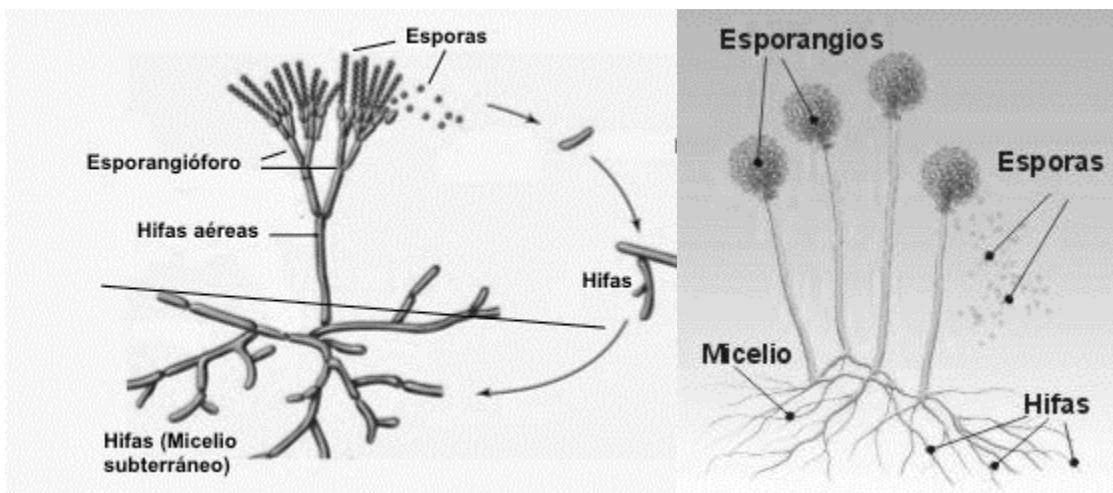 Esporas
Esporangióforo
Hifas aéreas
Hifas
Hifas (Micelio
subterráneo)
Esporangios
Esporas
Micelio
Hifas